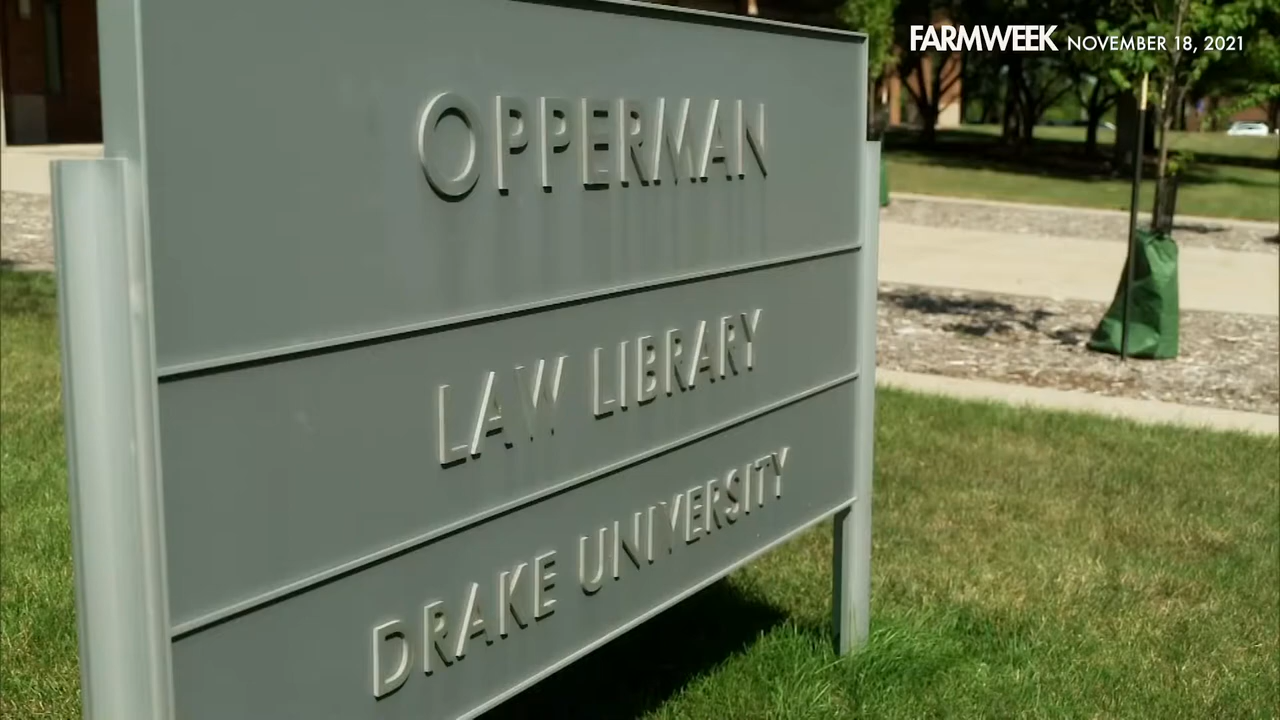 FARMWEEK NOVEMBER 18, 2021
OPPERMAN
LAW LIBRARY
DRAKE UNIVERSITY